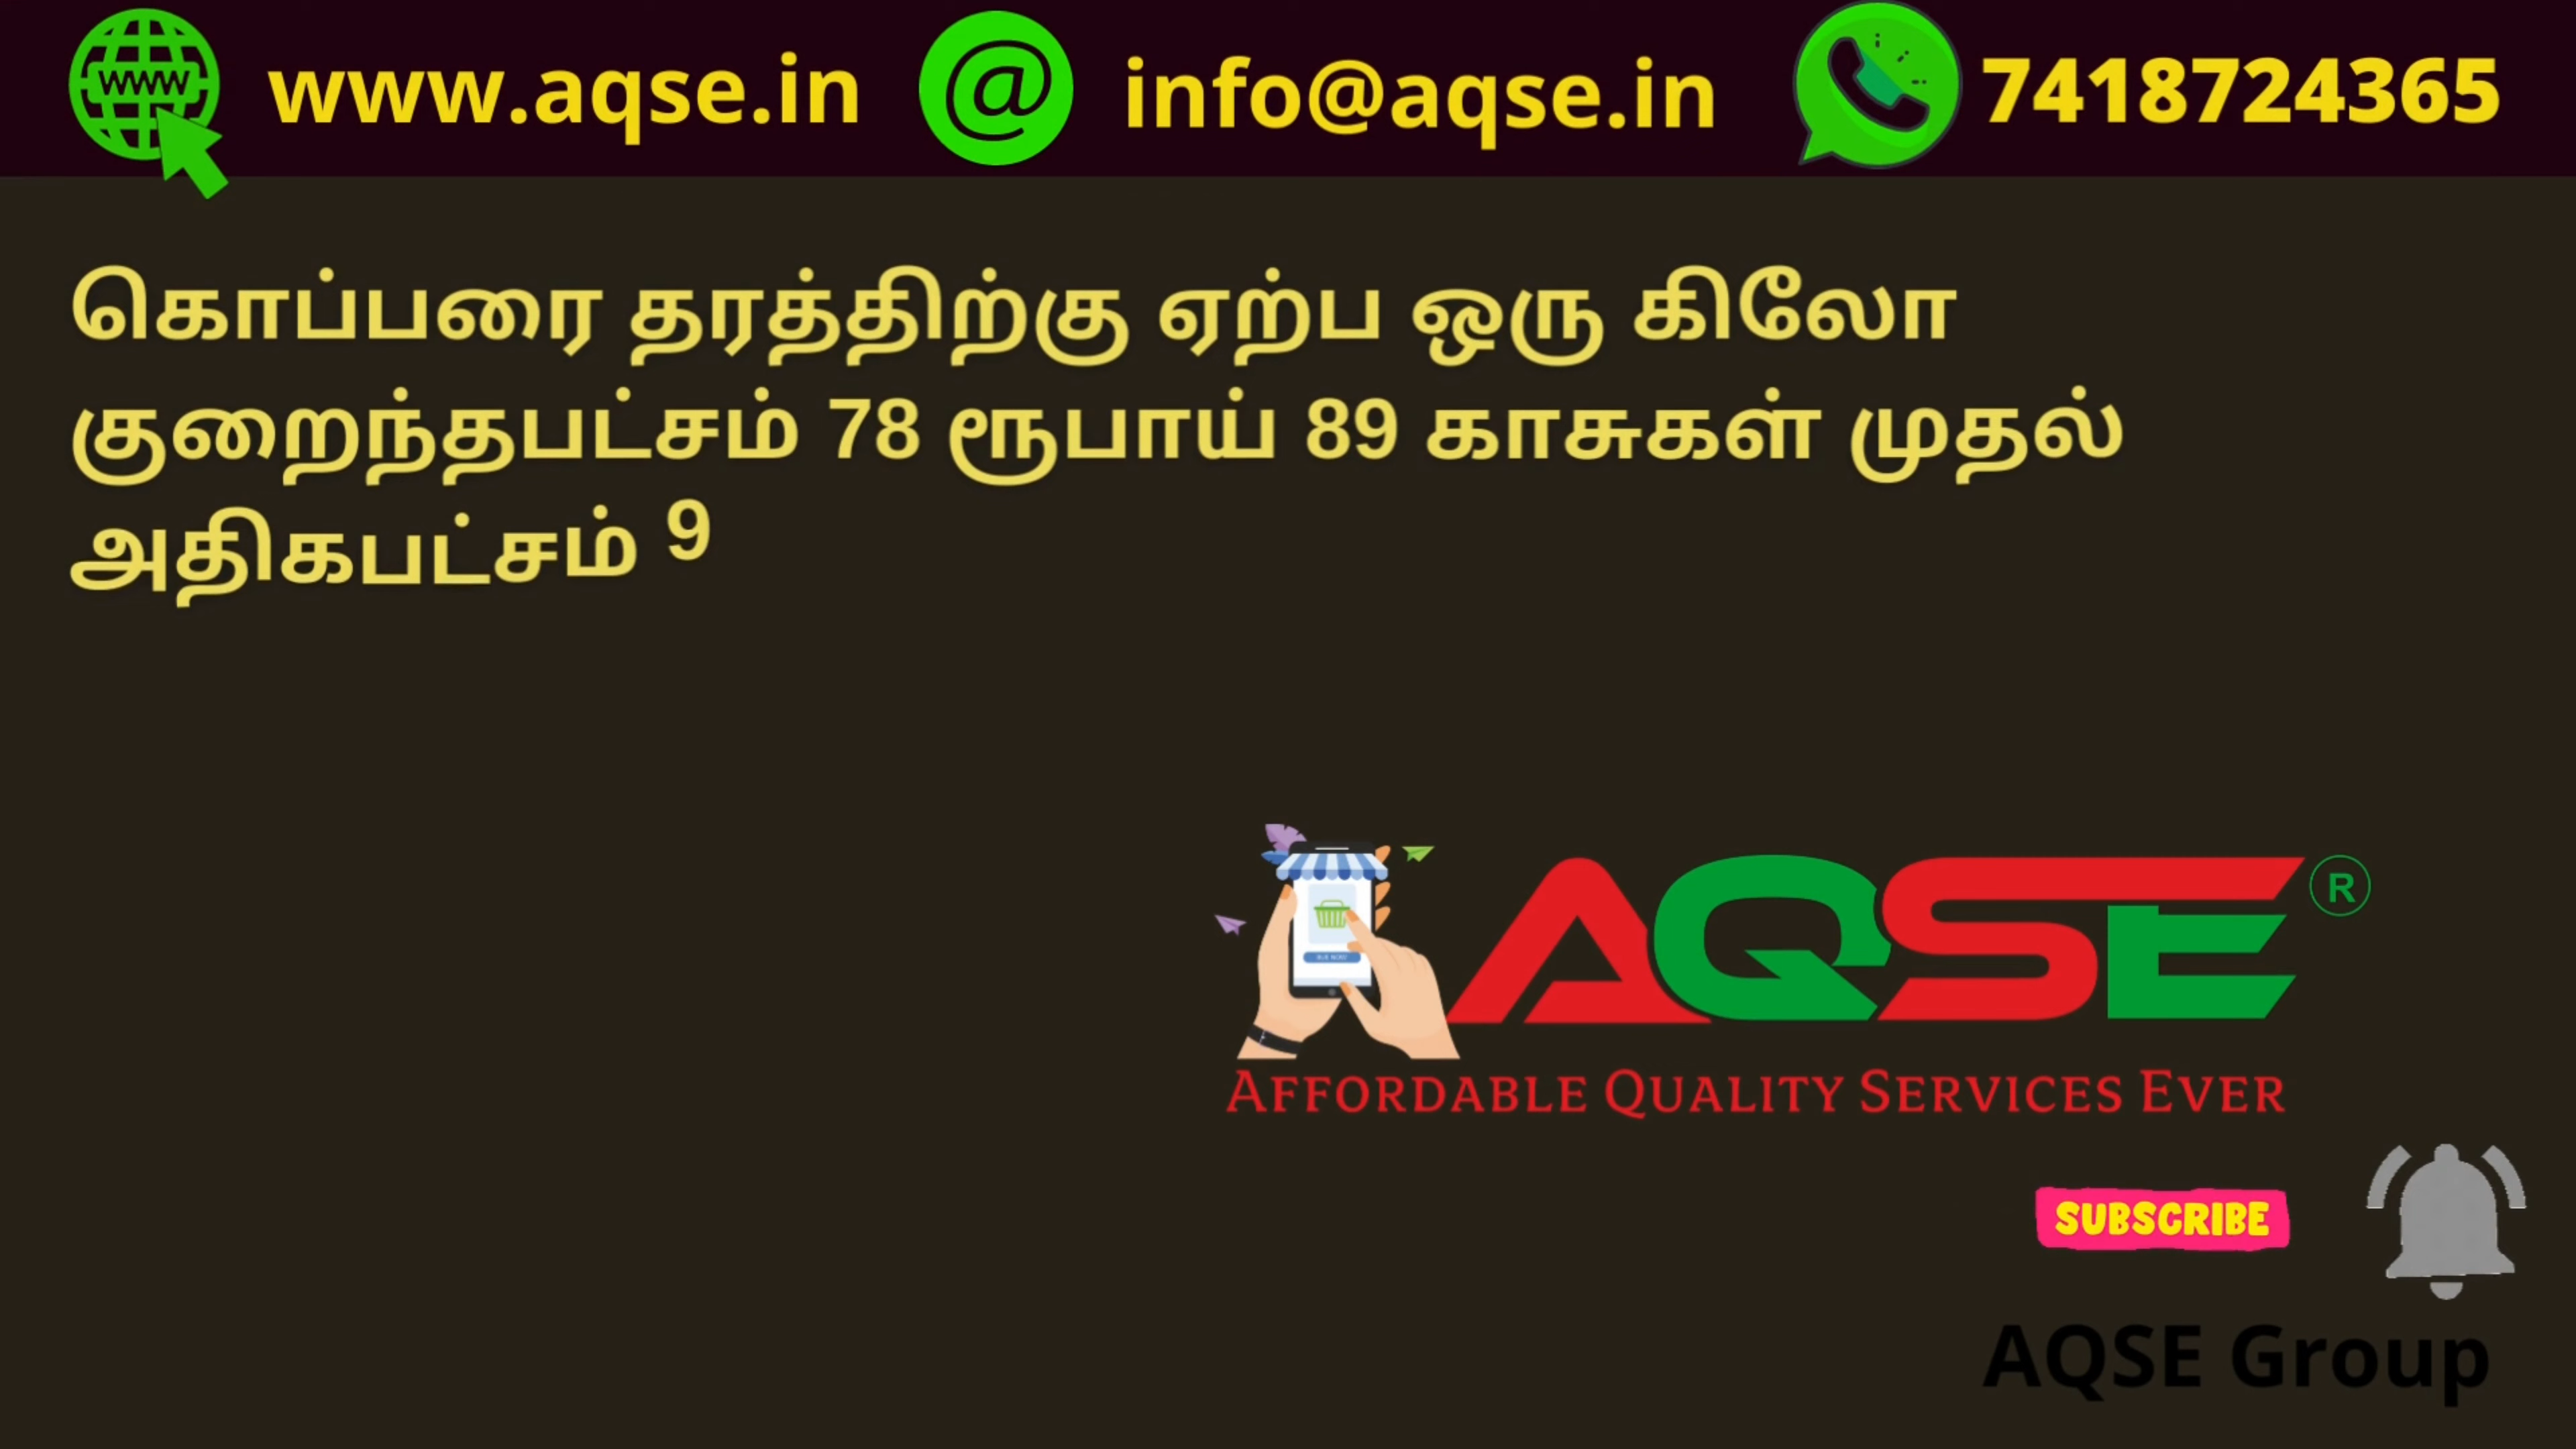 www.aqse.in info@aqse.in 7418724365
கொப்பரை தரத்திற்கு ஏற்ப ஒரு கிலோ
குறைந்தபட்சம் 78 ரூபாய் 89 காசுகள் முதல்
அதிகபட்சம் 9
AQSE ®
AFFORDABLE QUALITY SERVICES EVER
SUBSCRIBE
AQSE Group